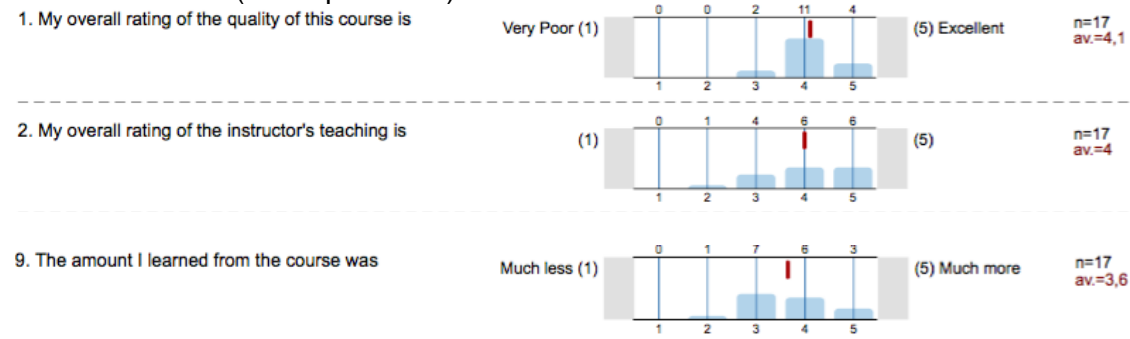 1. My overall rating of the quality of this course is
0 0 2 11 4
Very Poor (1) (5) Excellent
n=17
av.=4,1
1 2 3 4 5
2. My overall rating of the instructor's teaching is
0 1 4 6 6
(1) (5)
n=17
av.=4
1 2 3 4 5
9. The amount I learned from the course was
0 1 7 6 3
Much less (1) (5) Much more
n=17
av.=3,6
1 2 3 4 5